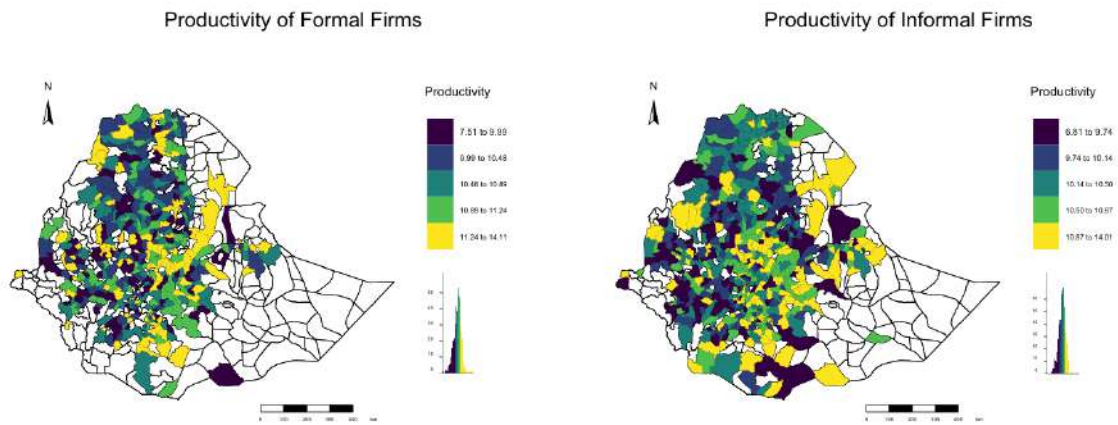 Productivity of Formal Firms
N
Productivity
7.51 to 9.99
9.99 to 10.48
10.48 to 10.89
10.89 to 11.24
11.24 to 14.11
Productivity of Informal Firms
N
Productivity
6.81 to 9.74
9.74 to 10.14
10.14 to 10.50
10.50 to 10.87
10.87 to 14.01